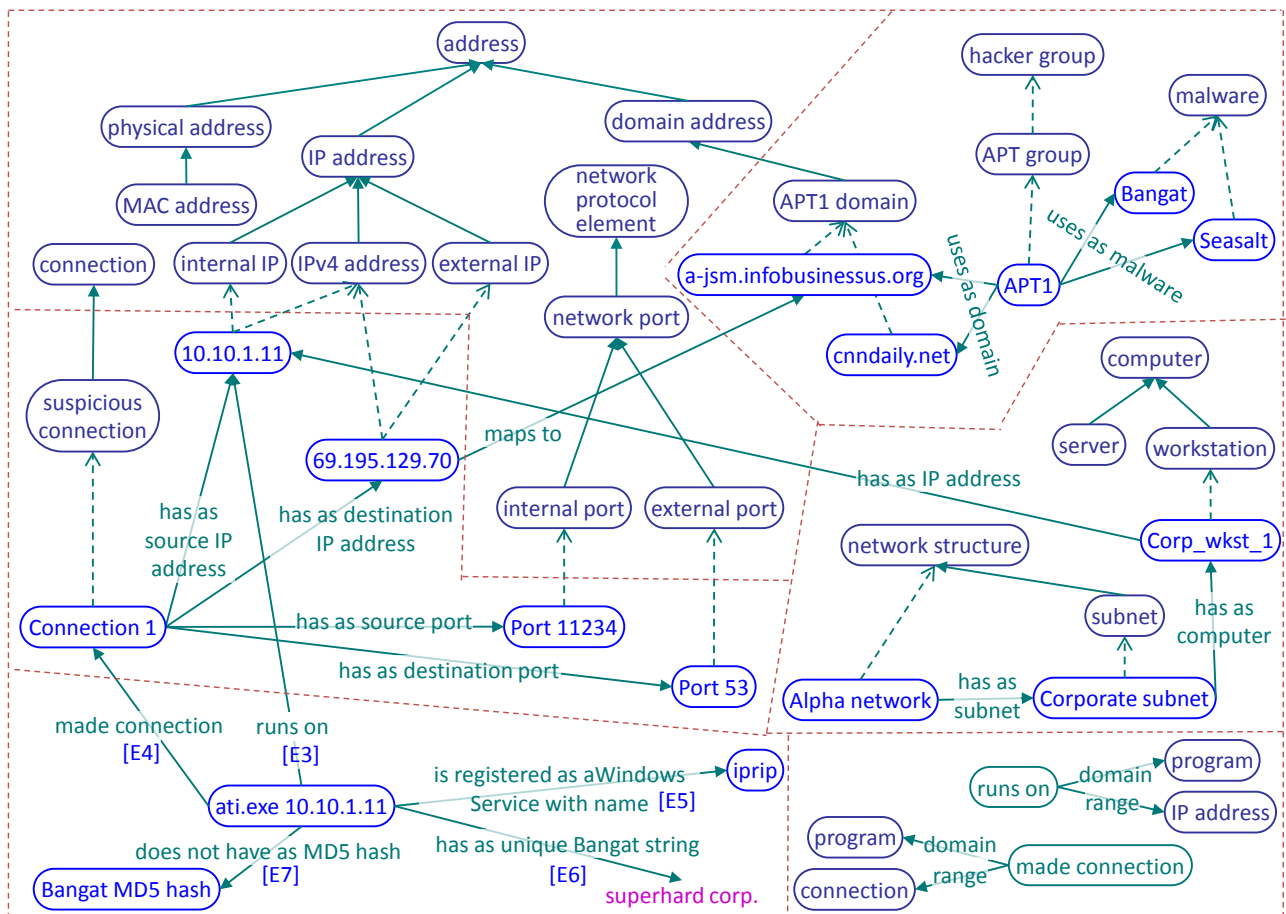 address
hacker group
malware
physical address
domain address
IP address
APT group
network
protocol
element
MAC address
APT1 domain
Bangat
connection
internal IP
IPv4 address
external IP
a-jsm.infobusinessus.org
uses as domain
APT1
uses as malware
Seasalt
network port
10.10.1.11
cnndaily.net
computer
suspicious
connection
maps to
server
workstation
69.195.129.70
has as IP address
internal port
external port
has as
source IP
address
has as destination
IP address
network structure
Corp_wkst_1
subnet
has as
computer
Connection 1
has as source port
Port 11234
has as destination port
Port 53
Alpha network
has as
subnet
Corporate subnet
made connection
[E4]
runs on
[E3]
is registered as aWindows
Service with name
[E5]
iprip
ati.exe 10.10.1.11
does not have as MD5 hash
[E7]
has as unique Bangat string
[E6]
Bangat MD5 hash
superhard corp.
runs on
domain
range
program
IP address
program
connection
domain
range
made connection